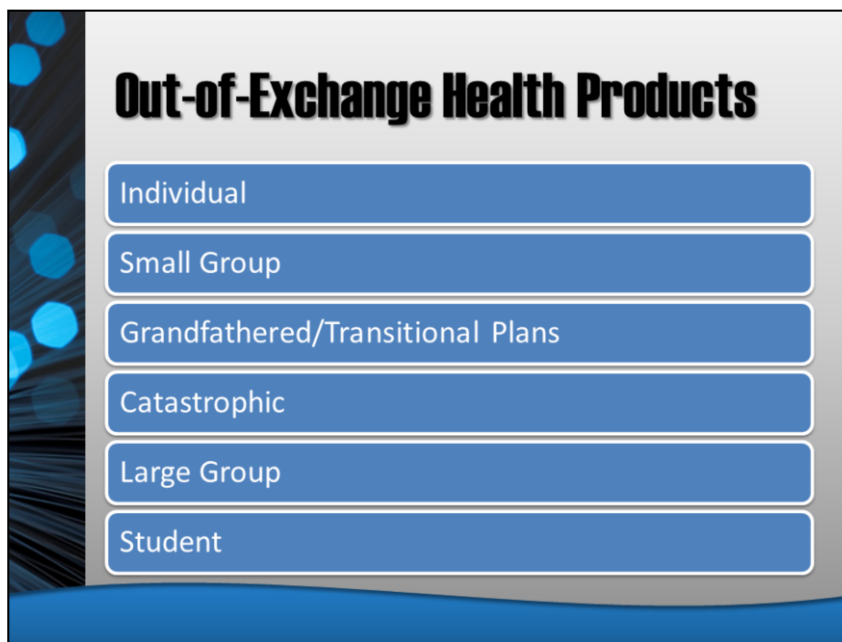 Out-of-Exchange Health Products
Individual
Small Group
Grandfathered/Transitional Plans
Catastrophic
Large Group
Student